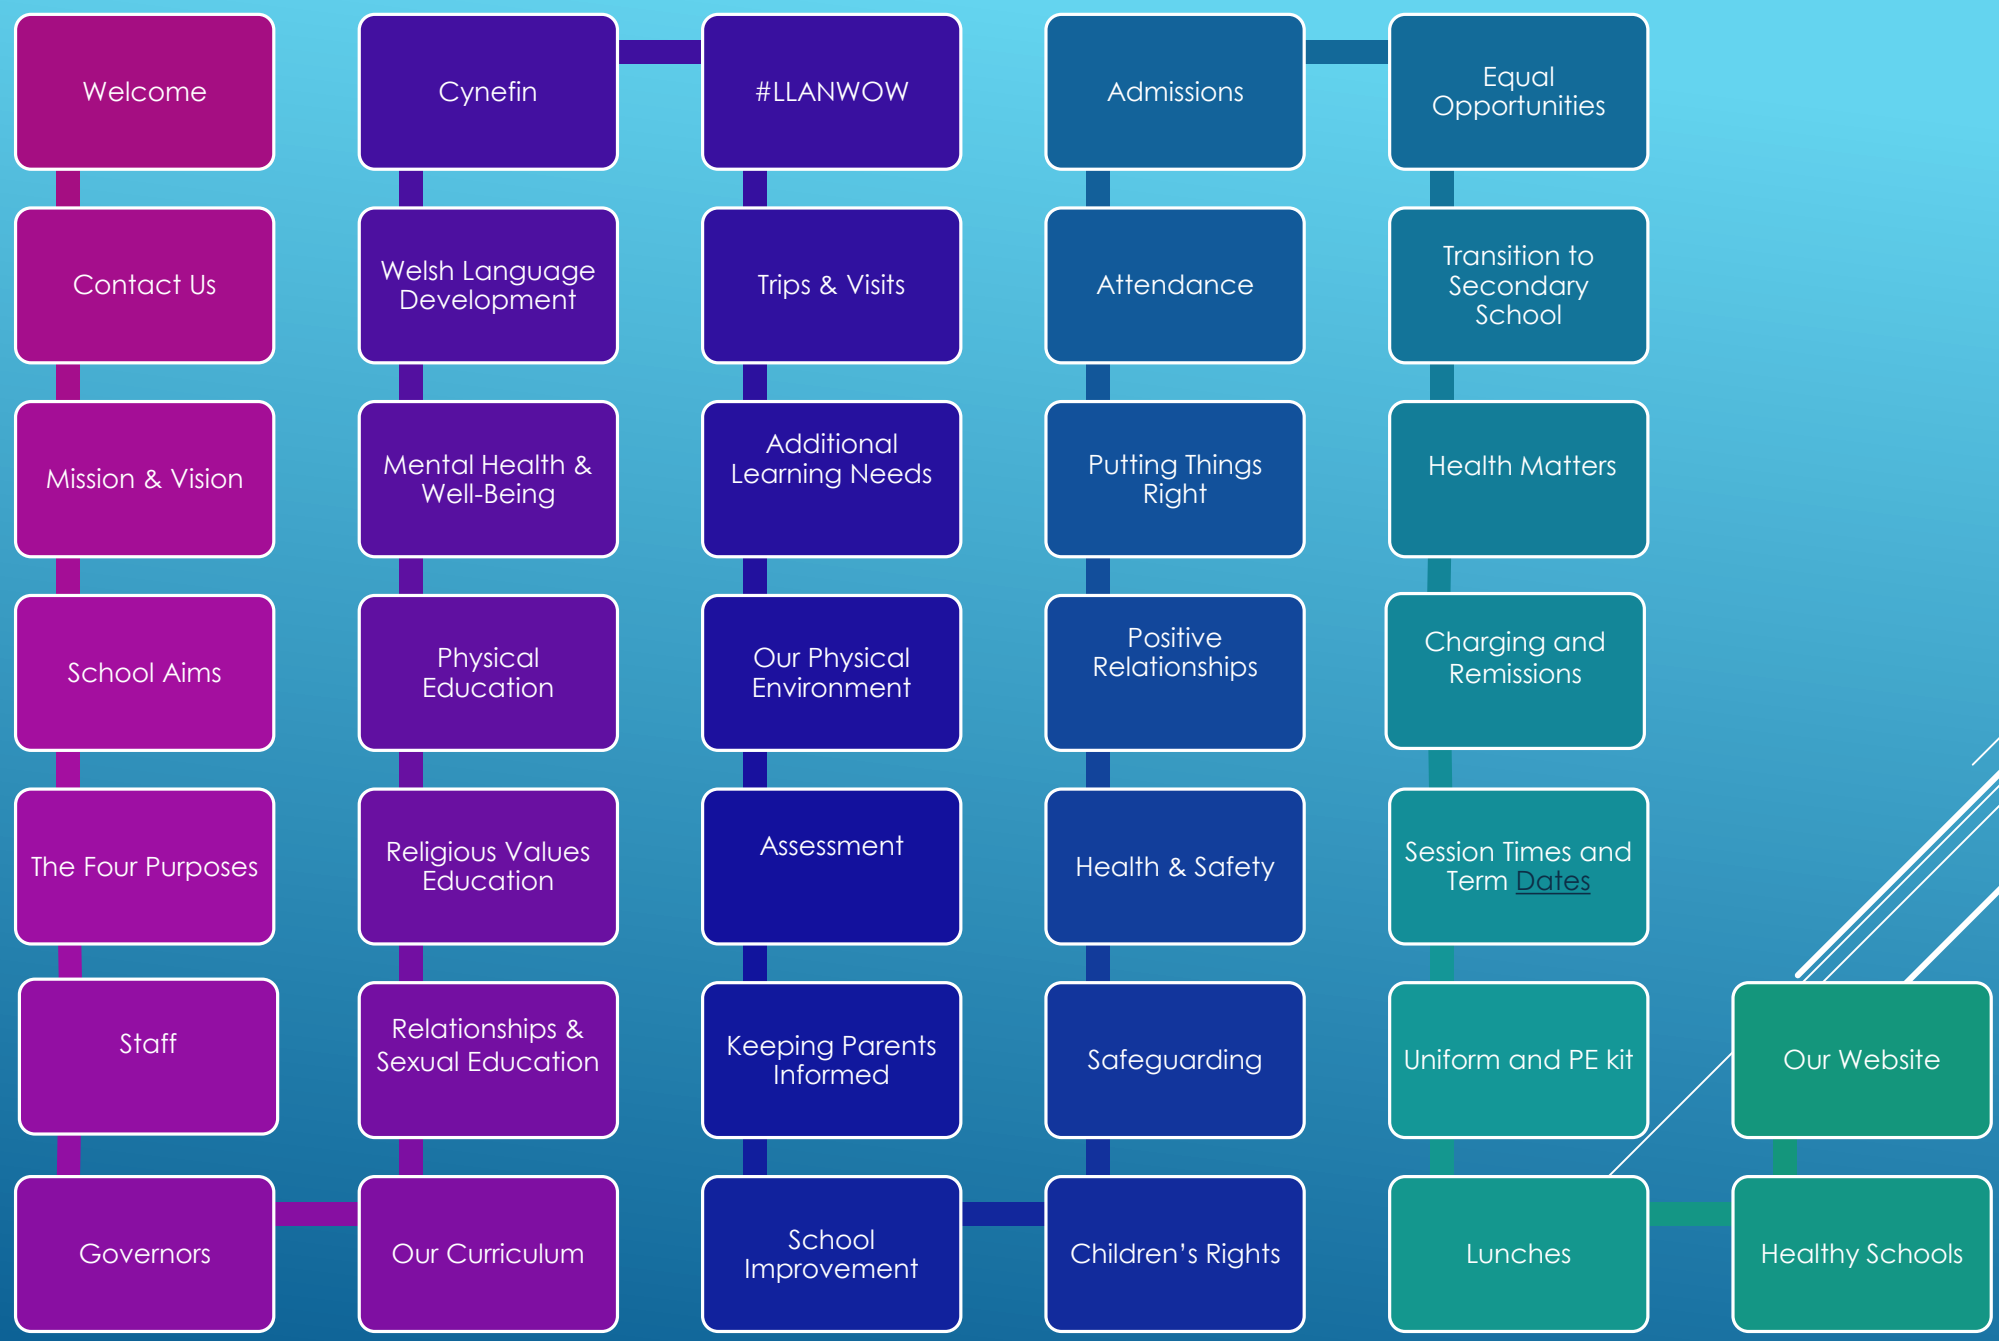 Welcome
Contact Us
Mission & Vision
School Aims
The Four Purposes
Staff
Governors
Our Curriculum
Relationships &
Sexual Education
Religious Values
Education
Physical
Education
Mental Health &
Well-Being
Welsh Language
Development
Cynefin
#LLANWOW
Trips & Visits
Additional
Learning Needs
Our Physical
Environment
Assessment
Keeping Parents
Informed
School
Improvement
Children’s Rights
Safeguarding
Health & Safety
Positive
Relationships
Putting Things
Right
Attendance
Admissions
Equal
Opportunities
Transition to
Secondary
School
Health Matters
Charging and
Remissions
Session Times and
Term Dates
Uniform and PE kit
Lunches
Healthy Schools
Our Website